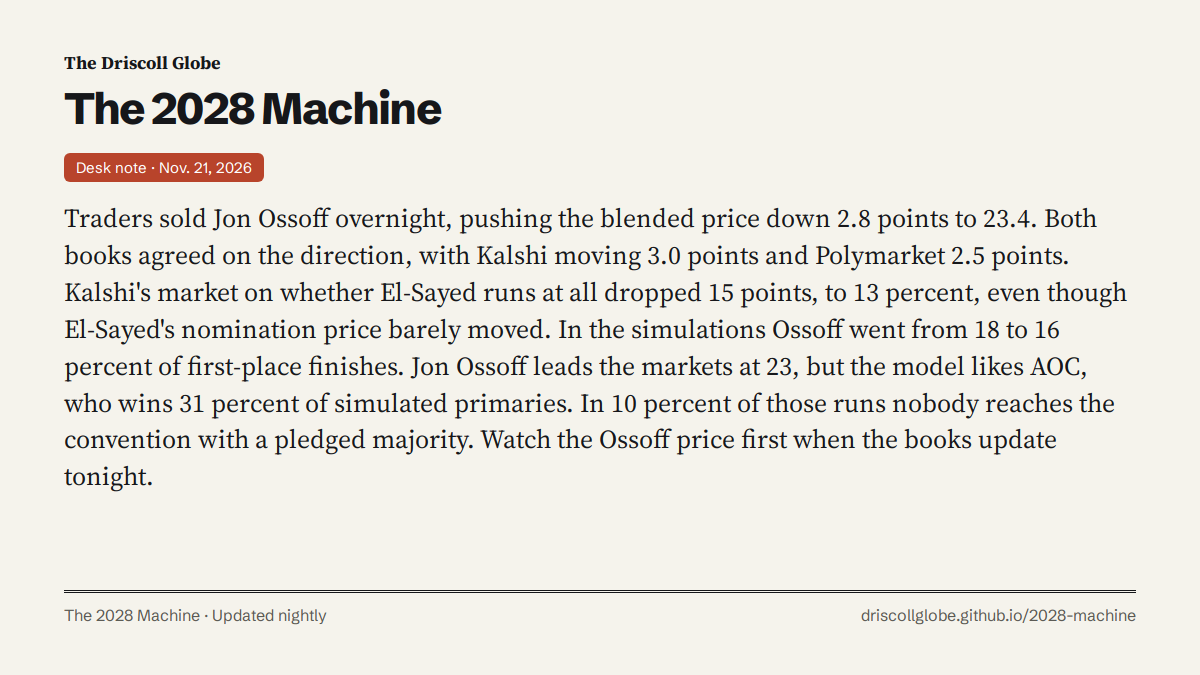 The Driscoll Globe
The 2028 Machine
Desk note · Nov. 21, 2026
Traders sold Jon Ossoff overnight, pushing the blended price down 2.8 points to 23.4. Both
books agreed on the direction, with Kalshi moving 3.0 points and Polymarket 2.5 points.
Kalshi's market on whether El-Sayed runs at all dropped 15 points, to 13 percent, even though
El-Sayed's nomination price barely moved. In the simulations Ossoff went from 18 to 16
percent of first-place finishes. Jon Ossoff leads the markets at 23, but the model likes AOC,
who wins 31 percent of simulated primaries. In 10 percent of those runs nobody reaches the
convention with a pledged majority. Watch the Ossoff price first when the books update
tonight.
The 2028 Machine · Updated nightly
driscollglobe.github.io/2028-machine